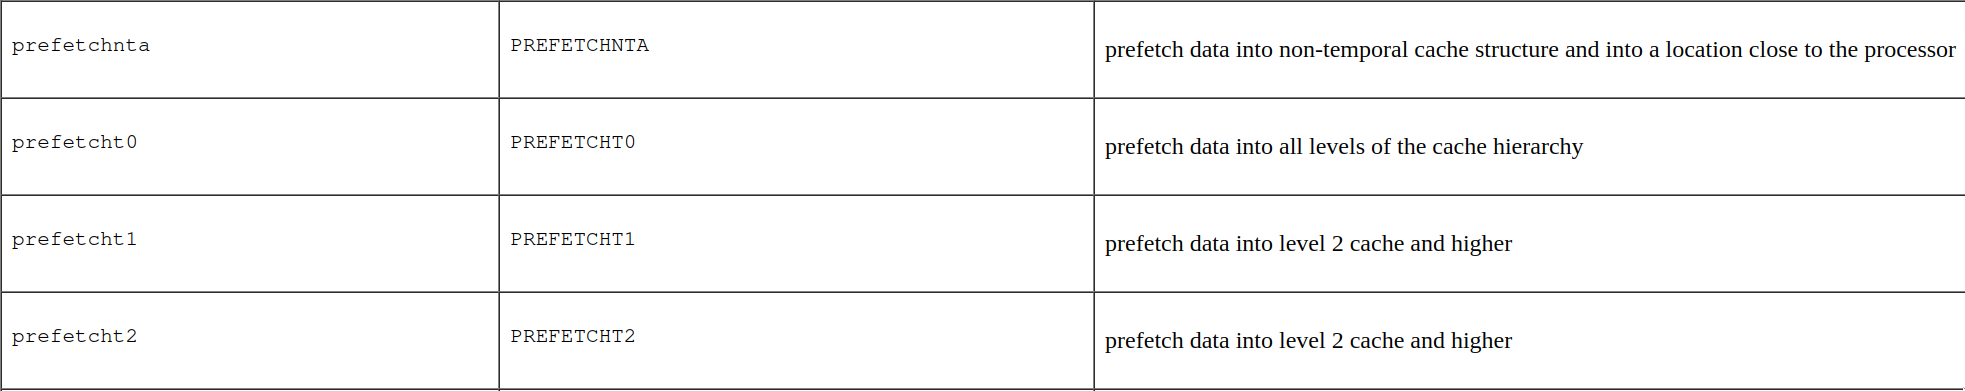 prefetchnta PREFETCHNTA prefetch data into non-temporal cache structure and into a location close to the processor
prefetcht0 PREFETCHT0 prefetch data into all levels of the cache hierarchy
prefetcht1 PREFETCHT1 prefetch data into level 2 cache and higher
prefetcht2 PREFETCHT2 prefetch data into level 2 cache and higher